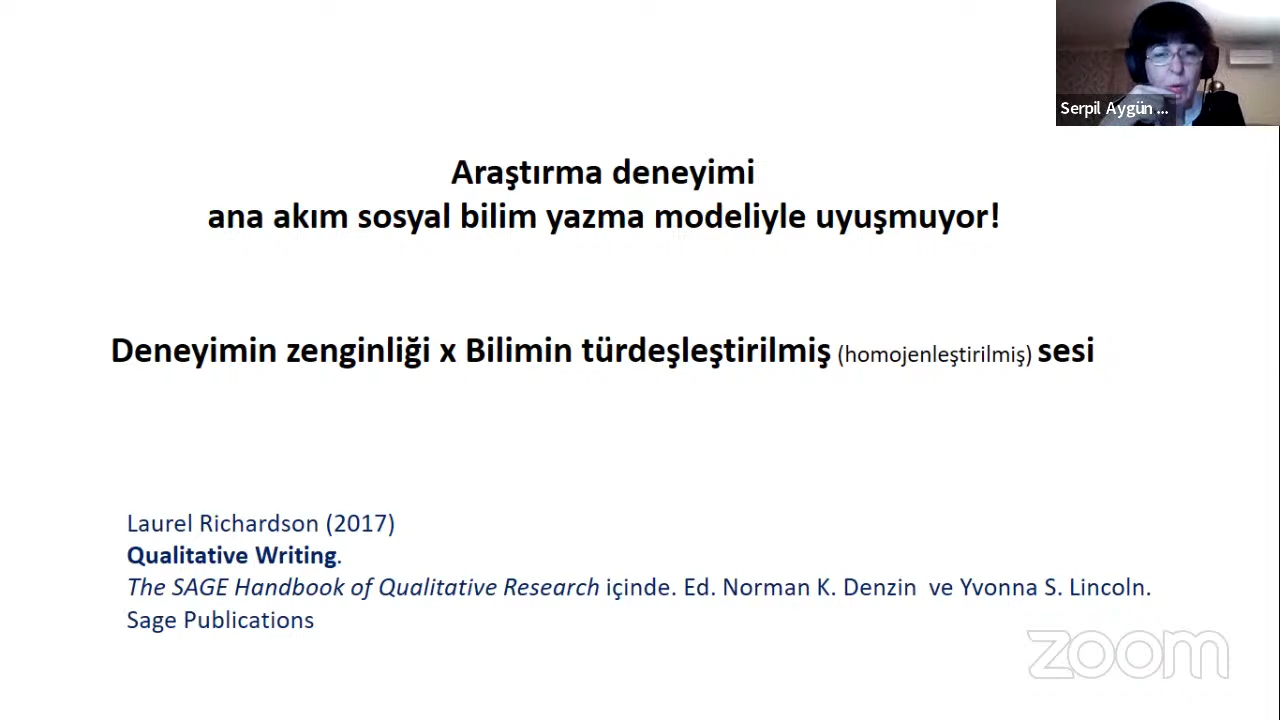 Serpil Aygün ...
Araştırma deneyimi
ana akım sosyal bilim yazma modeliyle uyuşmuyor!
Deneyimin zenginliği x Bilimin türdeşleştirilmiş (homojenleştirilmiş) sesi
Laurel Richardson (2017)
Qualitative Writing.
The SAGE Handbook of Qualitative Research içinde. Ed. Norman K. Denzin ve Yvonna S. Lincoln.
Sage Publications
zoom